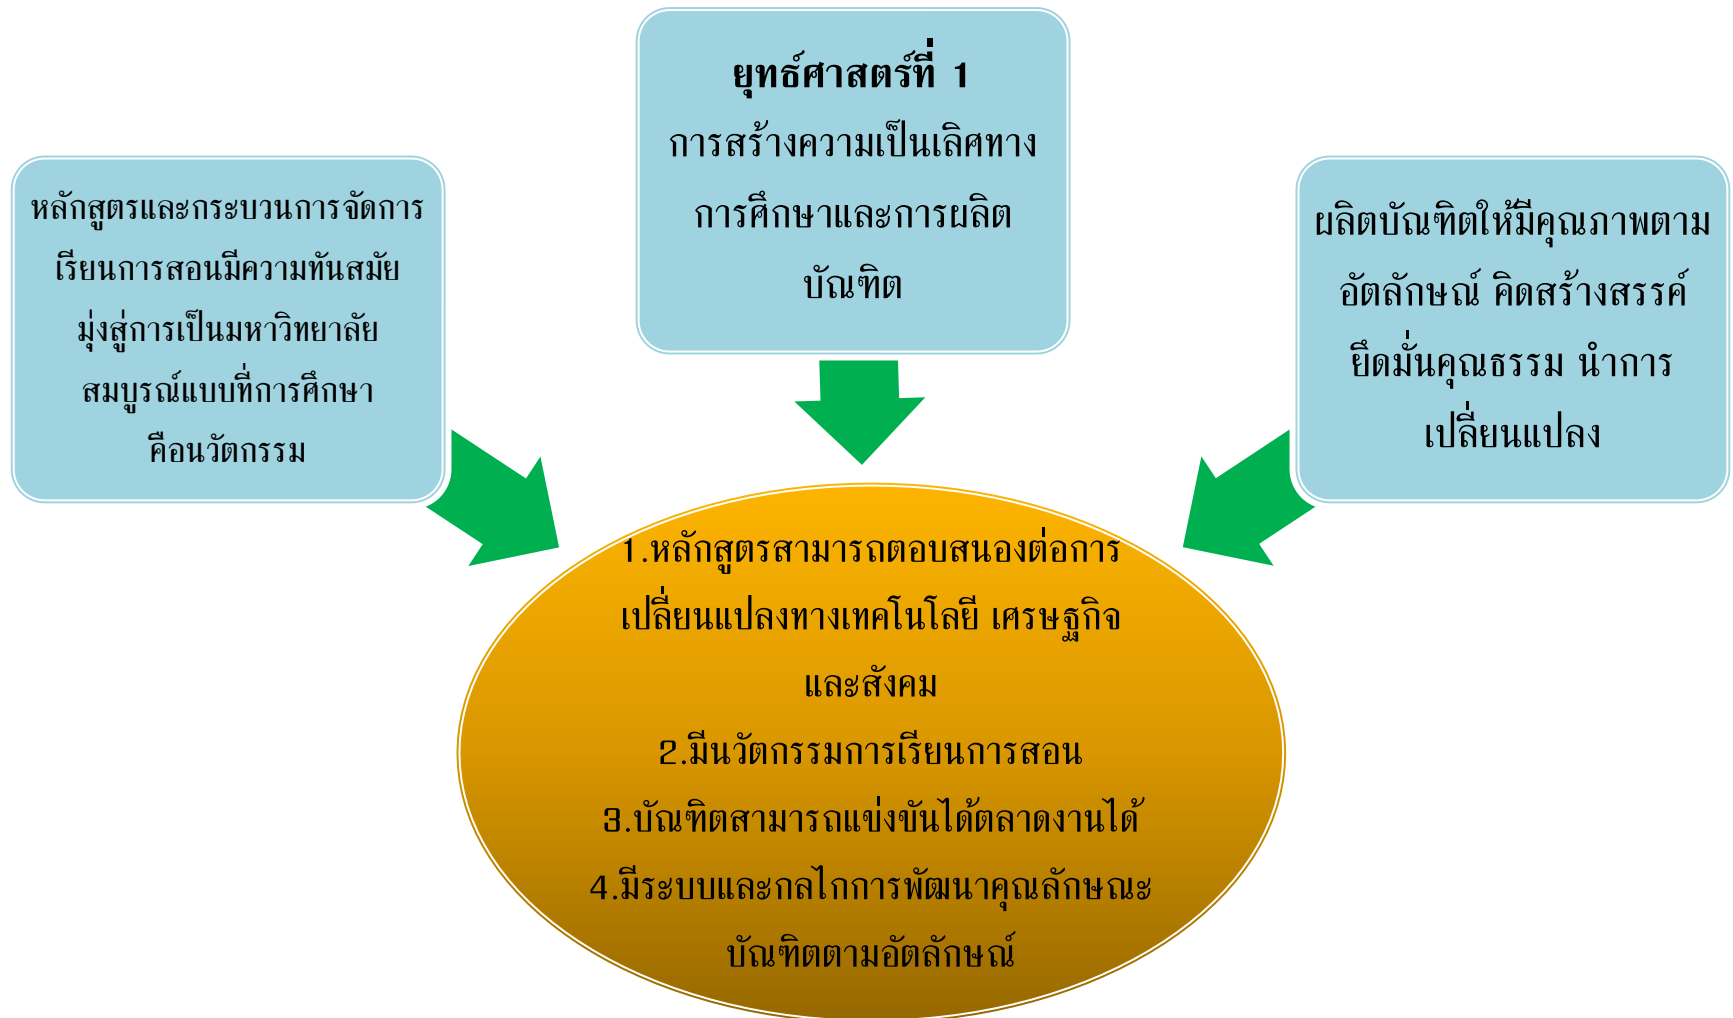 ยุทธ์ศาสตร์ที่ 1
การสร้างความเป็นเลิศทาง
การศึกษาและการผลิต
บัณฑิต
หลักสูตรและกระบวนการจัดการ
เรียนการสอนมีความทันสมัย
มุ่งสู่การเป็นมหาวิทยาลัย
สมบูรณ์แบบที่การศึกษา
คือนวัตกรรม
ผลิตบัณฑิตให้มีคุณภาพตาม
อัตลักษณ์ คิดสร้างสรรค์
ยึดมั่นคุณธรรม นำการ
เปลี่ยนแปลง
1.หลักสูตรสามารถตอบสนองต่อการ
เปลี่ยนแปลงทางเทคโนโลยี เศรษฐกิจ
และสังคม
2.มีนวัตกรรมการเรียนการสอน
3.บัณฑิตสามารถแข่งขันได้ตลาดงานได้
4.มีระบบและกลไกการพัฒนาคุณลักษณะ
บัณฑิตตามอัตลักษณ์